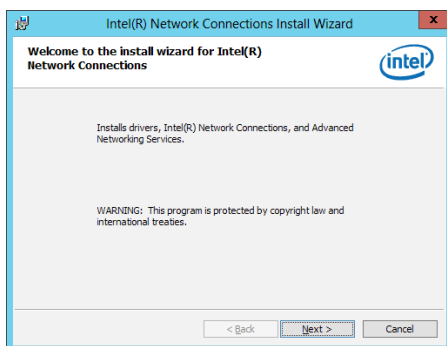 Intel(R) Network Connections Install Wizard
x
Welcome to the install wizard for Intel(R)
Network Connections
intel
Installs drivers, Intel(R) Network Connections, and Advanced
Networking Services.
WARNING: This program is protected by copyright law and
international treaties.
< Back
Next >
Cancel